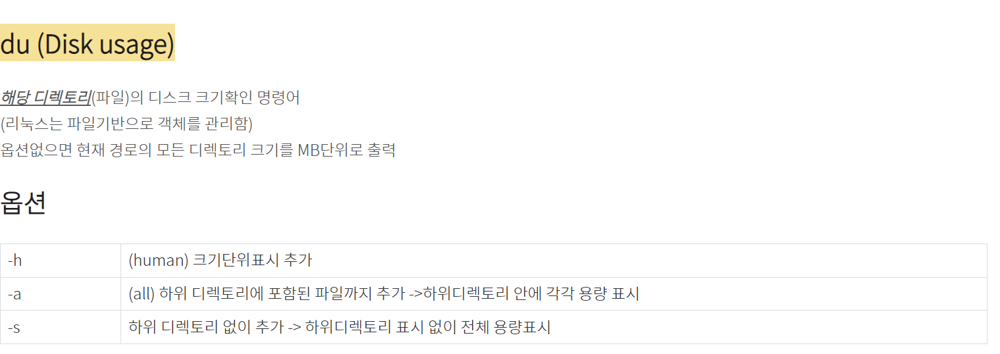 du (Disk usage)
해당 디렉토리(파일)의 디스크 크기확인 명령어
(리눅스는 파일기반으로 객체를 관리함)
옵션없으면 현재 경로의 모든 디렉토리 크기를 MB단위로 출력
옵션
-h (human) 크기단위표시 추가
-a (all) 하위 디렉토리에 포함된 파일까지 추가 ->하위디렉토리 안에 각각 용량 표시
-s 하위 디렉토리 없이 추가 -> 하위디렉토리 표시 없이 전체 용량표시